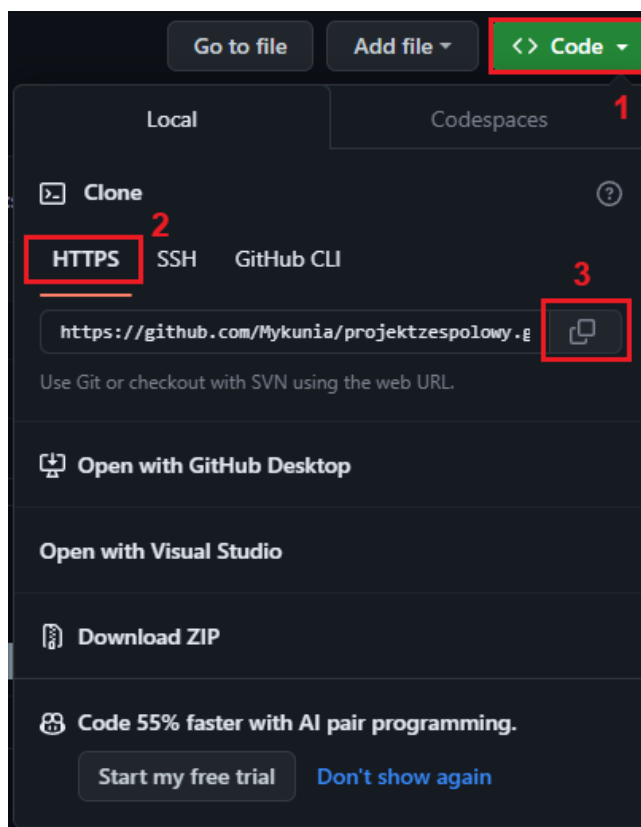 Go to file Add file <> Code
1
Local Codespaces
Clone
2
HTTPS SSH GitHub CLI
3
https://github.com/Mykunia/projektzespolowy.g
Use Git or checkout with SVN using the web URL.
Open with GitHub Desktop
Open with Visual Studio
Download ZIP
Code 55% faster with AI pair programming.
Start my free trial Don't show again